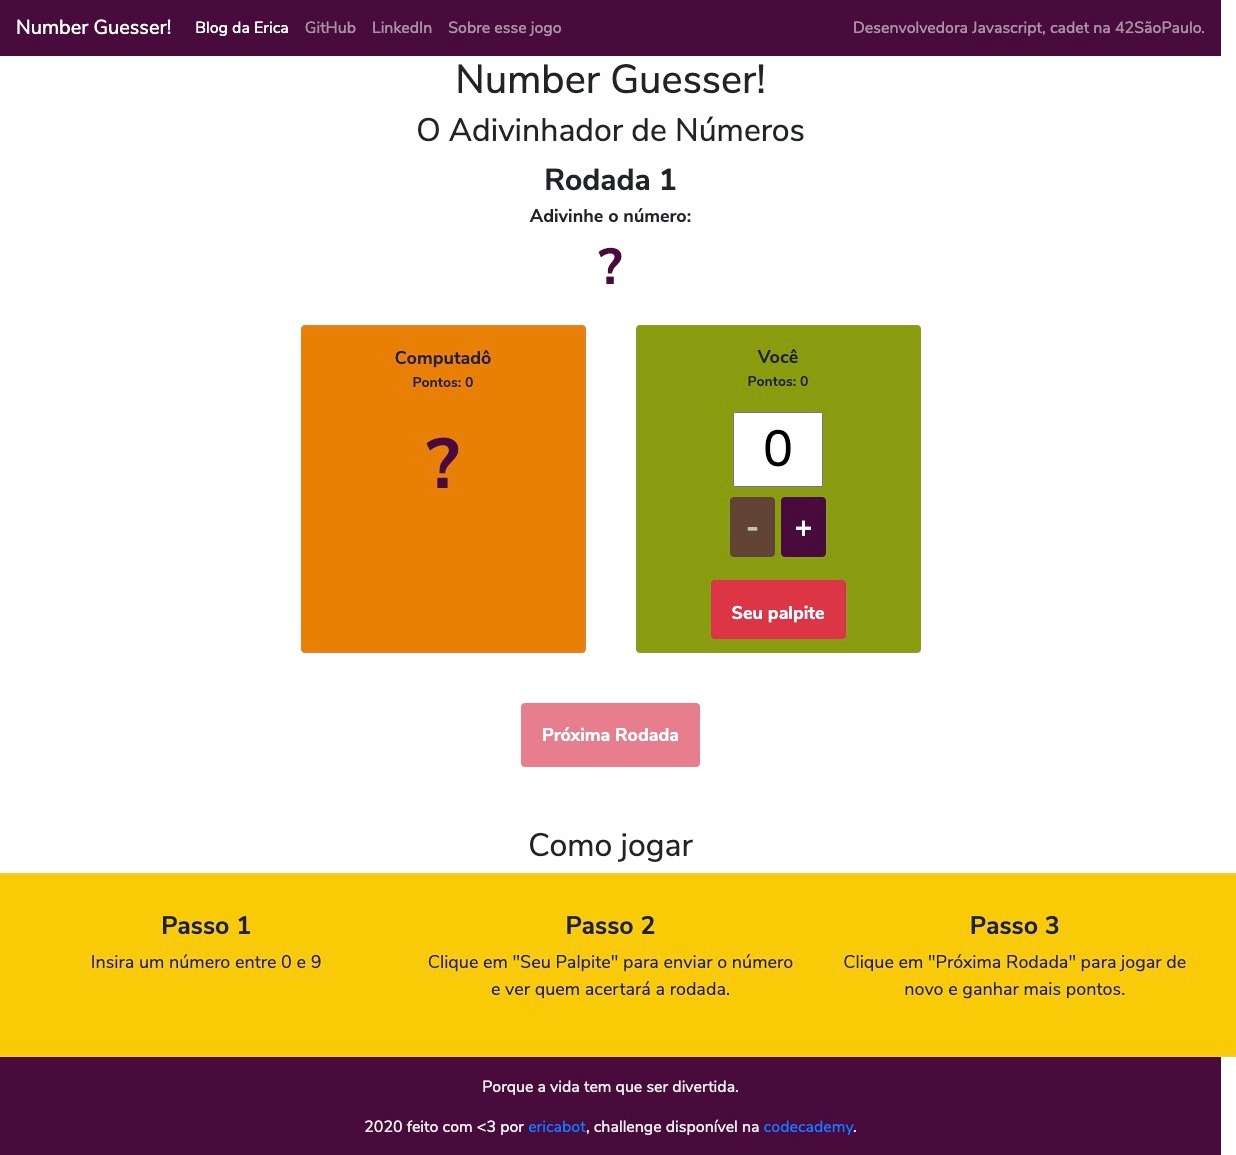 Number Guesser! Blog da Erica GitHub LinkedIn Sobre esse jogo Desenvolvedora Javascript, cadet na 42SãoPaulo.
Number Guesser!
O Adivinhador de Números
Rodada 1
Adivinhe o número:
?
Computadô
Pontos: 0
?
Você
Pontos: 0
0
- +
Seu palpite
Próxima Rodada
Como jogar
Passo 1
Insira um número entre 0 e 9
Passo 2
Clique em "Seu Palpite" para enviar o número
e ver quem acertará a rodada.
Passo 3
Clique em "Próxima Rodada" para jogar de
novo e ganhar mais pontos.
Porque a vida tem que ser divertida.
2020 feito com <3 por ericabot, challenge disponível na codecademy.